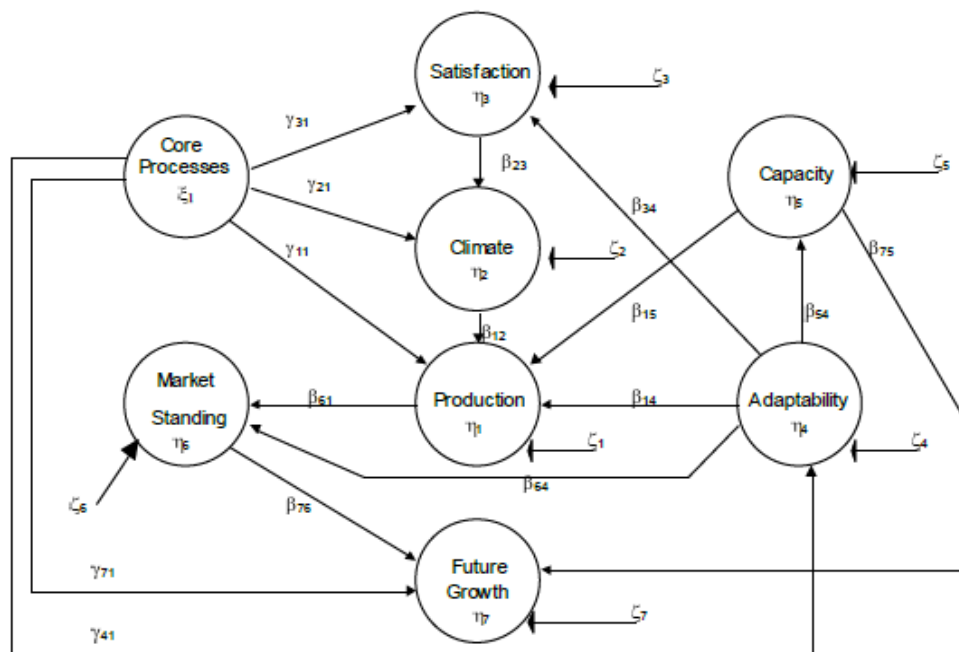 Satisfaction
η₃
ζ₃
Core
Processes
ξ₁
γ₃₁
β₂₃
Capacity
η₅
ζ₅
γ₂₁
β₃₄
Climate
η₂
ζ₂
γ₁₁
β₇₅
β₁₅
β₅₄
β₁₂
Market
Standing
η₆
β₆₁
Production
η₁
β₁₄
Adaptability
η₄
ζ₁
ζ₄
ζ₆
β₇₆
β₆₄
Future
Growth
η₇
ζ₇
γ₇₁
γ₄₁